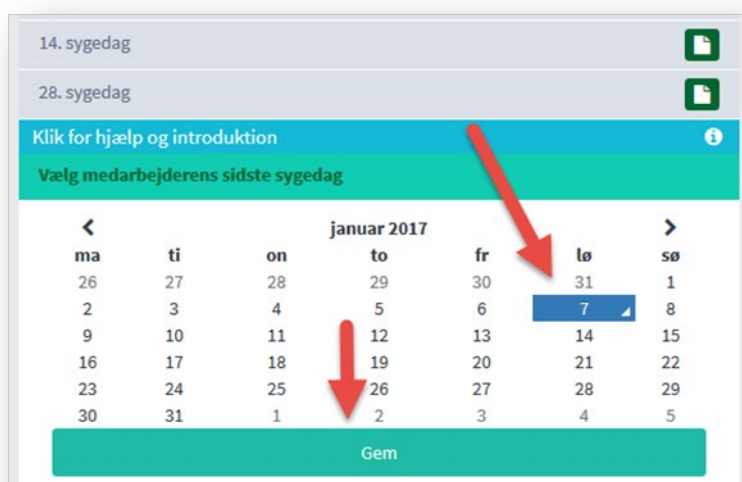 14. sygedag
28. sygedag
Klik for hjælp og introduktion
Vælg medarbejderens sidste sygedag
januar 2017
ma ti on to fr lø sø
26 27 28 29 30 31 1
2 3 4 5 6 7 8
9 10 11 12 13 14 15
16 17 18 19 20 21 22
23 24 25 26 27 28 29
30 31 1 2 3 4 5
Gem